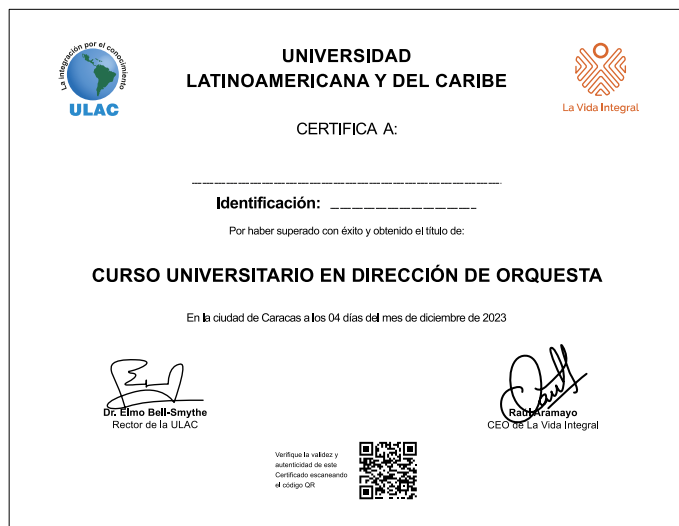 La integración por el conocimiento
ULAC
UNIVERSIDAD
LATINOAMERICANA Y DEL CARIBE
La Vida Integral
CERTIFICA A:
Identificación:
Por haber superado con éxito y obtenido el título de:
CURSO UNIVERSITARIO EN DIRECCIÓN DE ORQUESTA
En la ciudad de Caracas a los 04 días del mes de diciembre de 2023
Dr. Elmo Bell-Smythe
Rector de la ULAC
Raúl Aramayo
CEO de La Vida Integral
Verifique la validez y
autenticidad de este
Certificado escaneando
el código QR